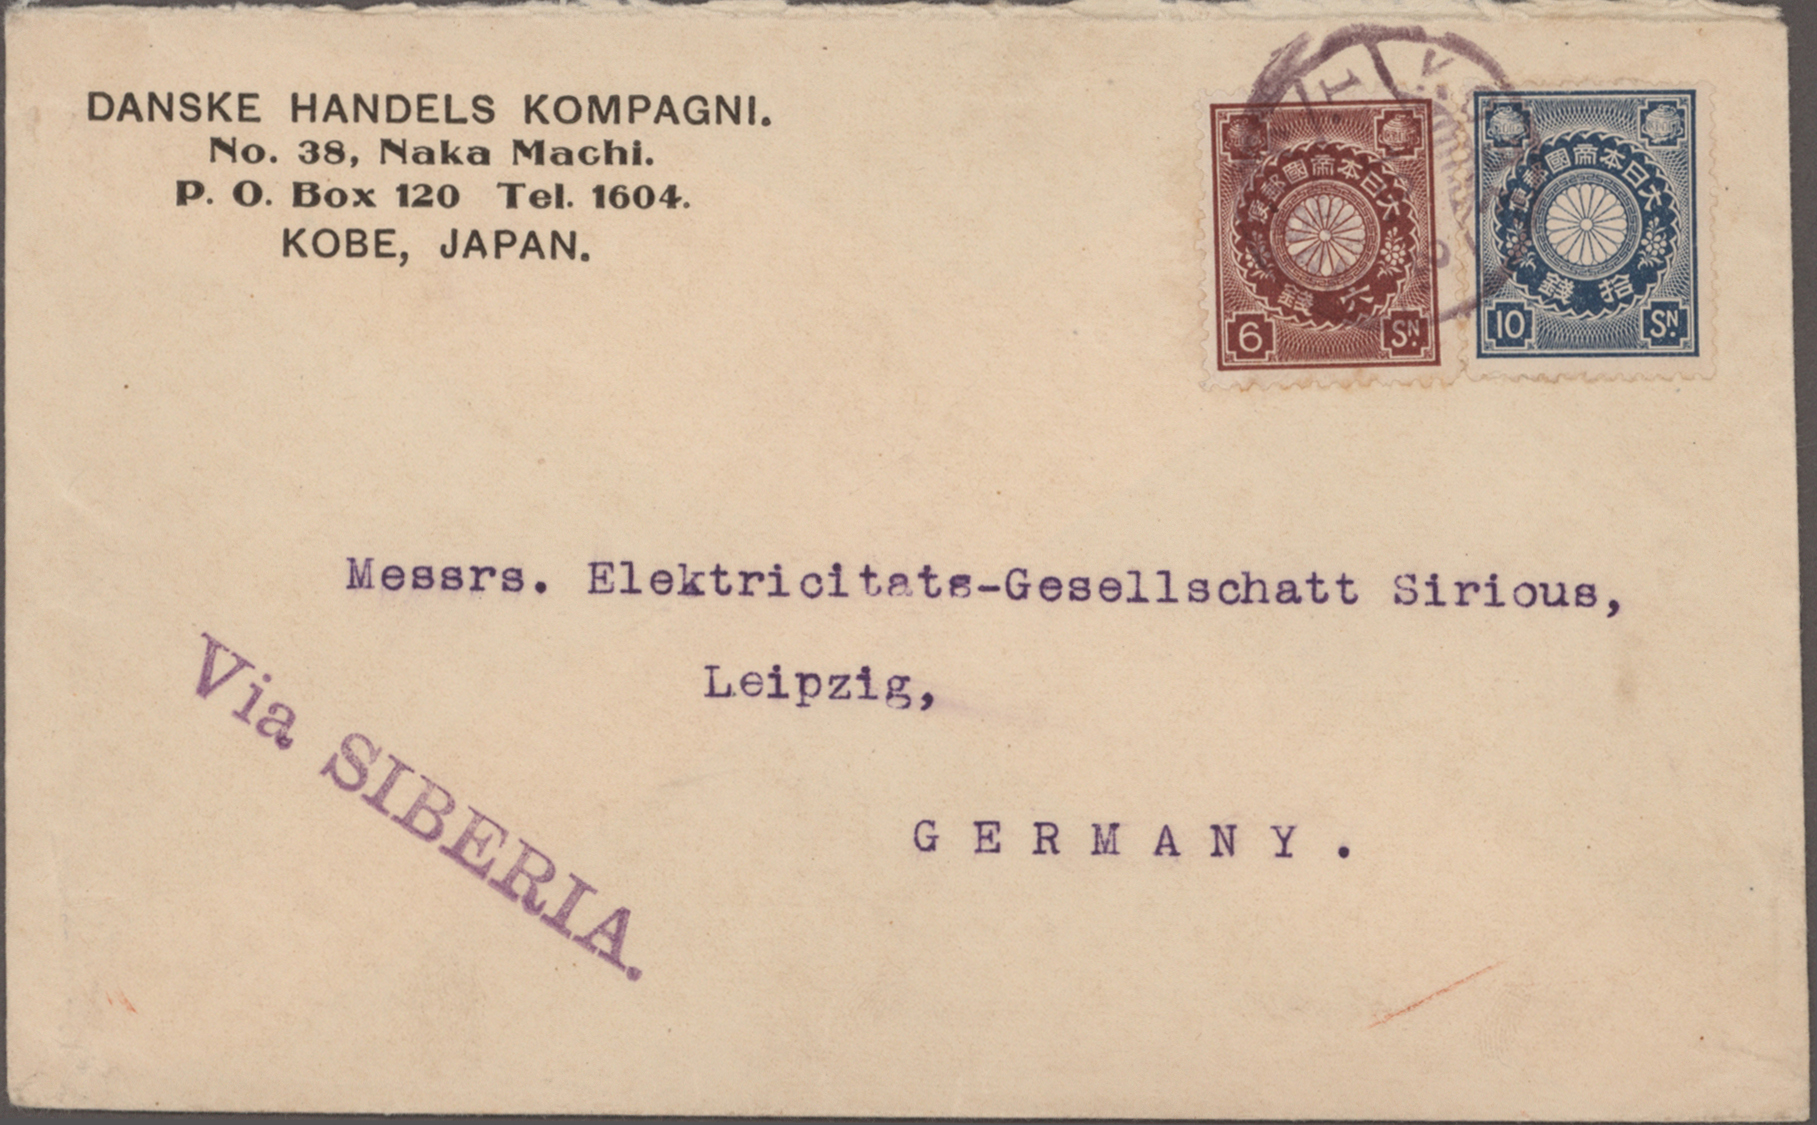 DANSKE HANDELS KOMPAGNI.
No. 38, Naka Machi.
P. O. Box 120 Tel. 1604.
KOBE, JAPAN.
大日本帝國郵便
六錢
6 SN.
大日本帝國郵便
拾錢
10 SN.
Messrs. Elektricitats-Gesellschatt Sirious,
Leipzig,
GERMANY.
Via SIBERIA.